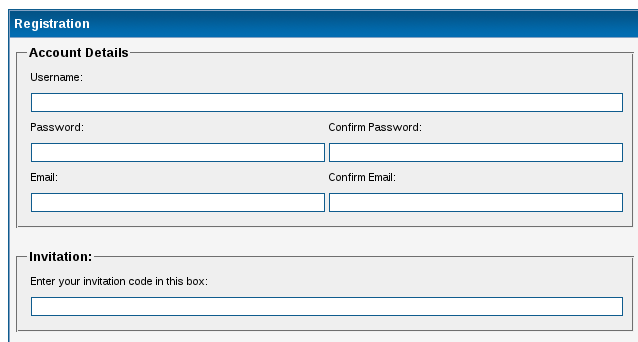 Registration
Account Details
Username:
Password: Confirm Password:
Email: Confirm Email:
Invitation:
Enter your invitation code in this box: